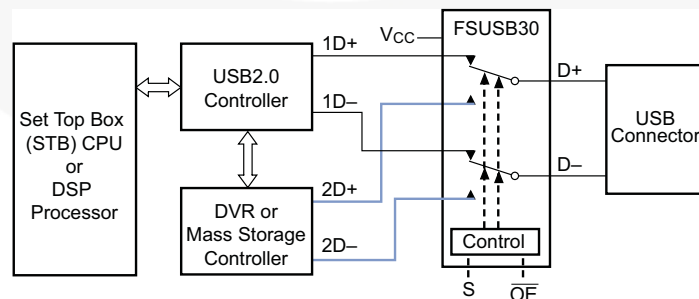 Set Top Box
(STB) CPU
or
DSP
Processor
USB2.0
Controller
DVR or
Mass Storage
Controller
1D+
1D–
2D+
2D–
VCC
FSUSB30
Control
S
OE
D+
D–
USB
Connector